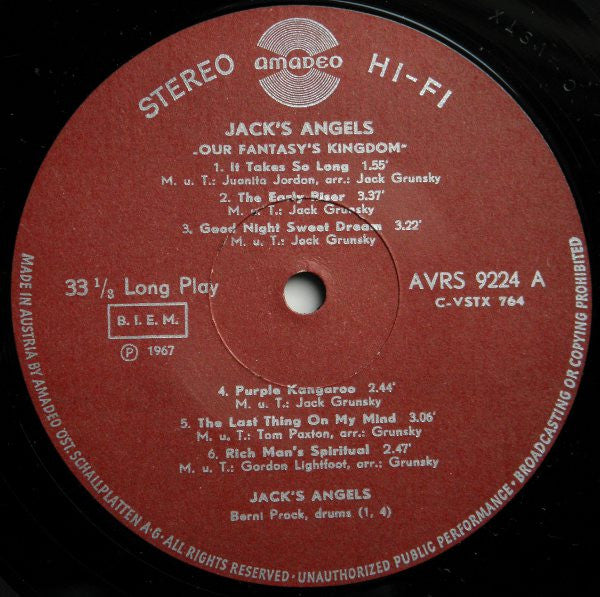 STEREO amadeo HI-FI
JACK'S ANGELS
„OUR FANTASY'S KINGDOM"
1. It Takes So Long 1.55'
M. u. T.: Juanita Jordan, arr.: Jack Grunsky
2. The Early Riser 3.37'
M. u. T.: Jack Grunsky
3. Good Night Sweet Dream 3.22'
M. u. T.: Jack Grunsky
33 1/3 Long Play
AVRS 9224 A
C-VSTX 764
B. I. E. M.
Ⓟ 1967
4. Purple Kangaroo 2.44'
M. u. T.: Jack Grunsky
5. The Last Thing On My Mind 3.06'
M. u. T.: Tom Paxton, arr.: Grunsky
6. Rich Man's Spiritual 2.47'
M. u. T.: Gordon Lightfoot, arr.: Grunsky
JACK'S ANGELS
Berni Prock, drums (1, 4)
MADE IN AUSTRIA BY AMADEO ÖST. SCHALLPLATTEN A·G · ALL RIGHTS RESERVED · UNAUTHORIZED PUBLIC PERFORMANCE · BROADCASTING OR COPYING PROHIBITED